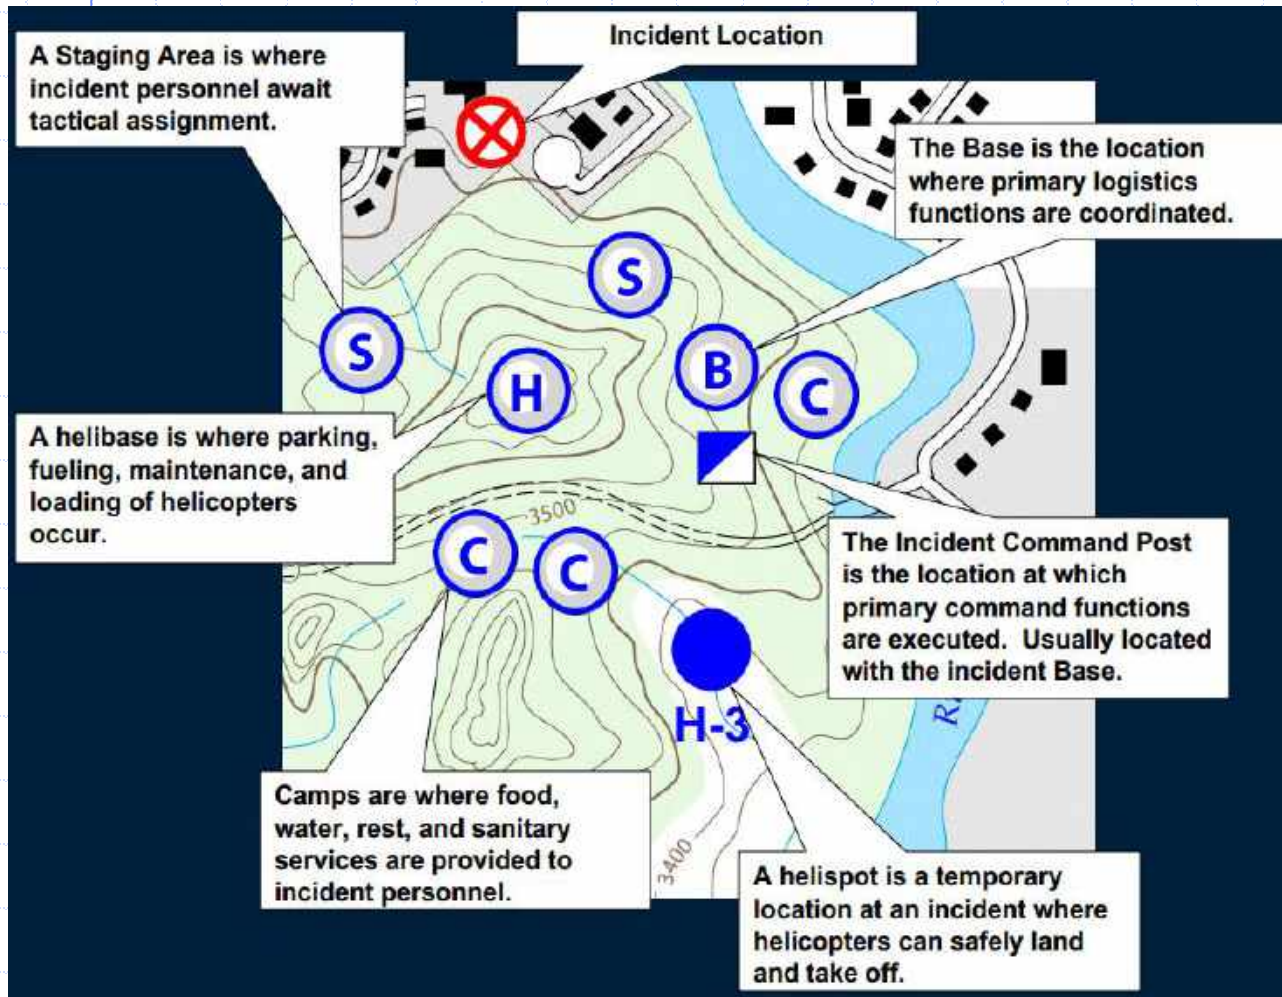 Incident Location
A Staging Area is where
incident personnel await
tactical assignment.
The Base is the location
where primary logistics
functions are coordinated.
S
S
B
C
H
A helibase is where parking,
fueling, maintenance, and
loading of helicopters
occur.
3500
C
C
The Incident Command Post
is the location at which
primary command functions
are executed. Usually located
with the incident Base.
H-3
Camps are where food,
water, rest, and sanitary
services are provided to
incident personnel.
3400
A helispot is a temporary
location at an incident where
helicopters can safely land
and take off.